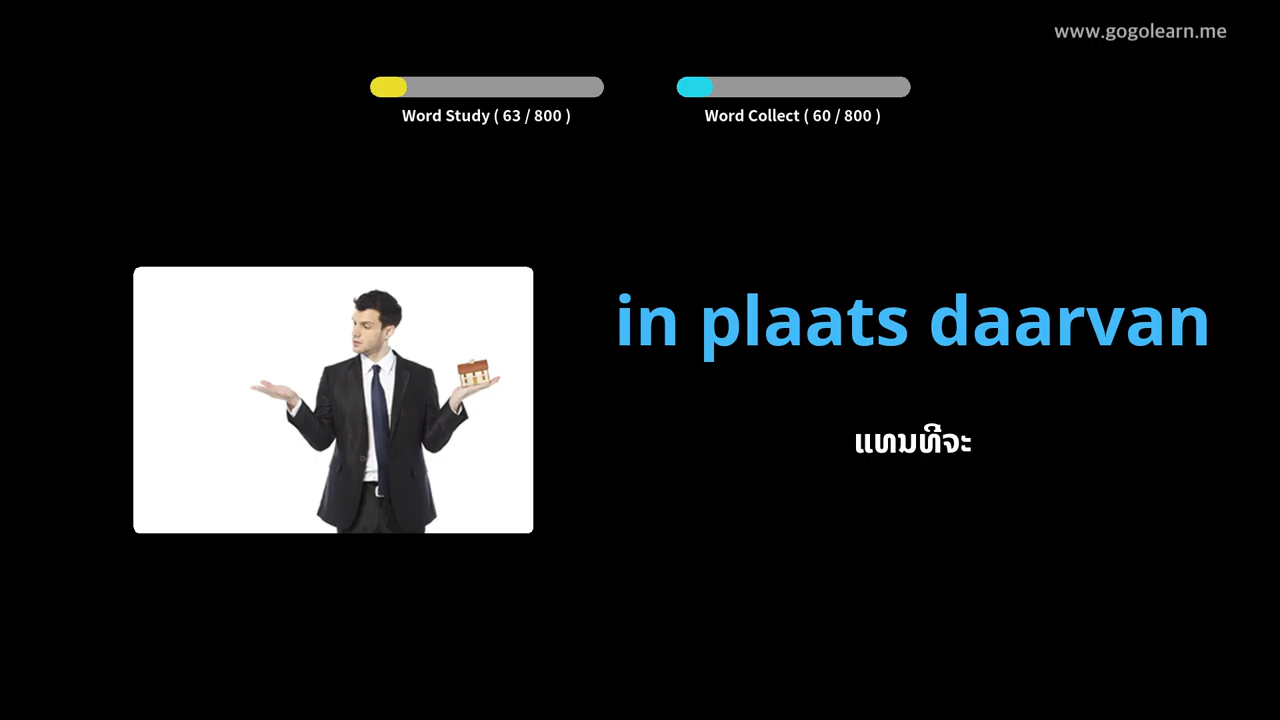 www.gogolearn.me
Word Study ( 63 / 800 )
Word Collect ( 60 / 800 )
in plaats daarvan
ແທນທີ່ຈະ